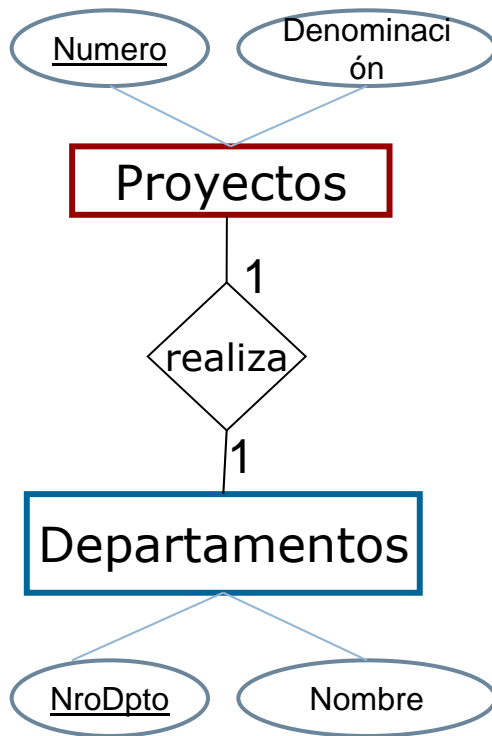 Numero
Denominaci
ón
Proyectos
1
realiza
1
Departamentos
NroDpto
Nombre